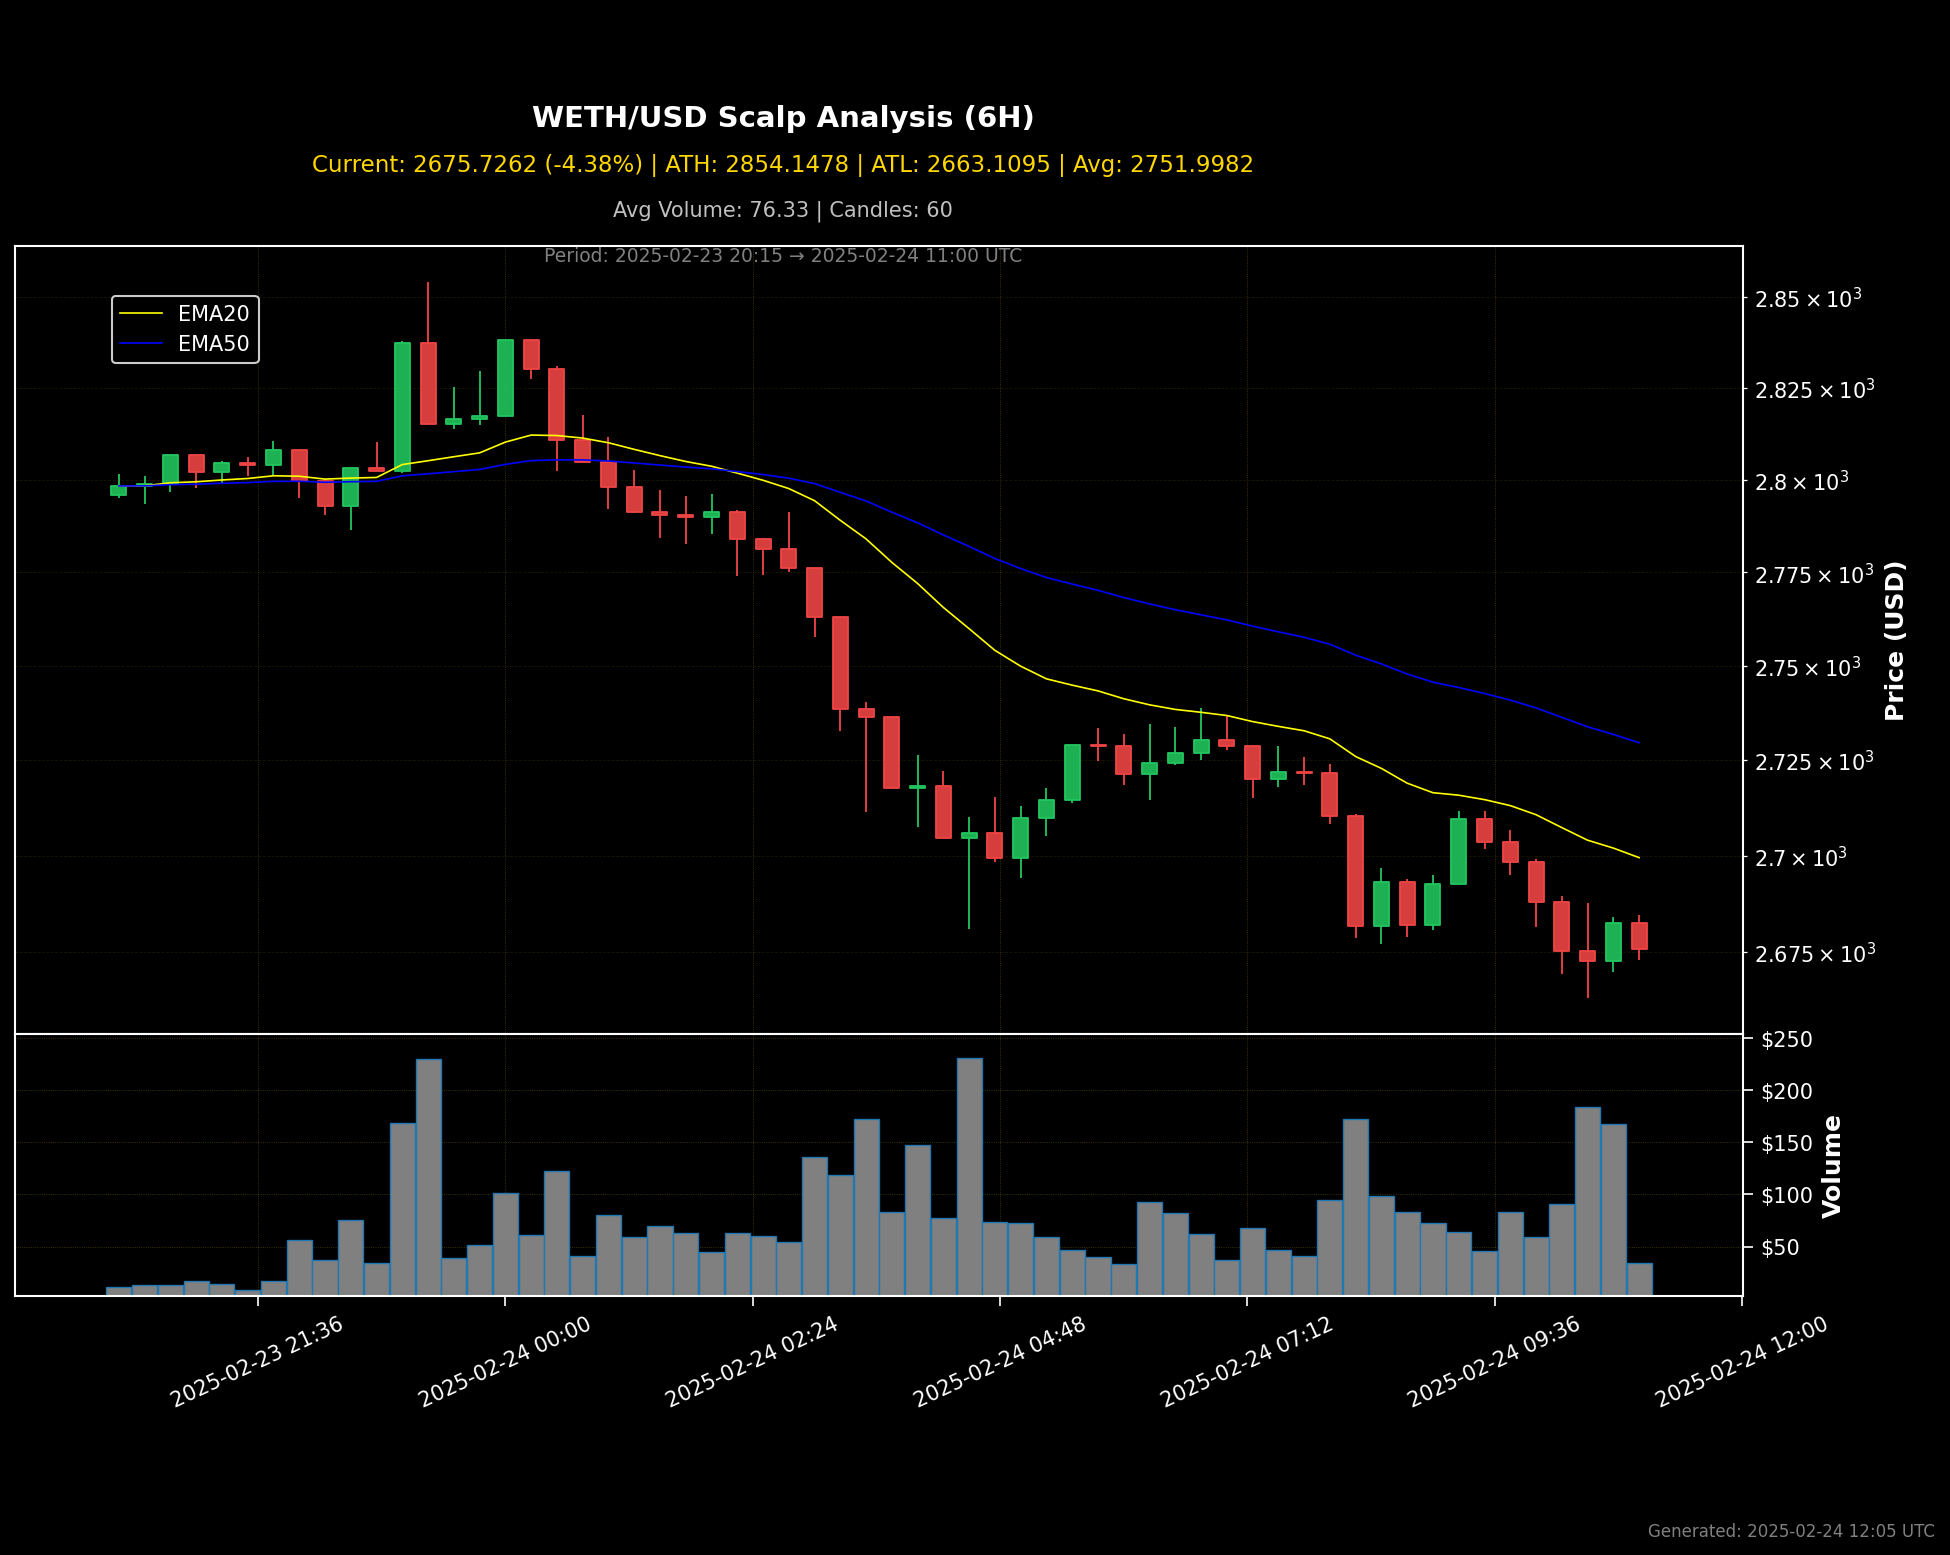 WETH/USD Scalp Analysis (6H)
Current: 2675.7262 (-4.38%) | ATH: 2854.1478 | ATL: 2663.1095 | Avg: 2751.9982
Avg Volume: 76.33 | Candles: 60
Period: 2025-02-23 20:15 → 2025-02-24 11:00 UTC
EMA20
EMA50
2.85 × 10³
2.825 × 10³
2.8 × 10³
2.775 × 10³
2.75 × 10³
2.725 × 10³
2.7 × 10³
2.675 × 10³
Price (USD)
$250
$200
$150
$100
$50
Volume
2025-02-23 21:36
2025-02-24 00:00
2025-02-24 02:24
2025-02-24 04:48
2025-02-24 07:12
2025-02-24 09:36
2025-02-24 12:00
Generated: 2025-02-24 12:05 UTC